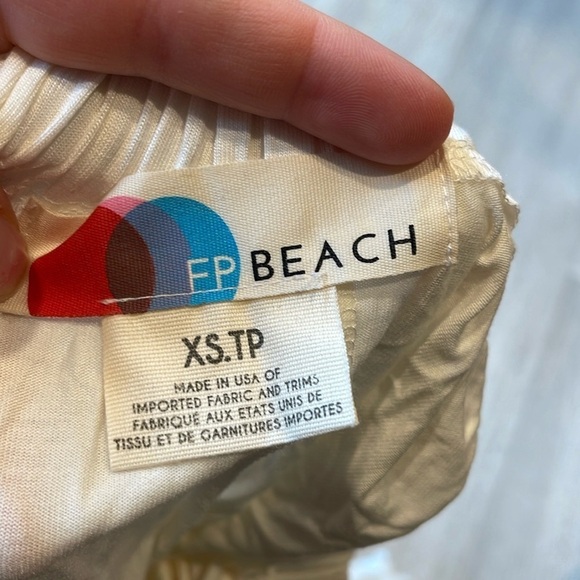 FP BEACH
XS.TP
MADE IN USA OF
IMPORTED FABRIC AND TRIMS
FABRIQUÉ AUX ETATS UNIS DE
TISSU ET DE GARNITURES IMPORTES